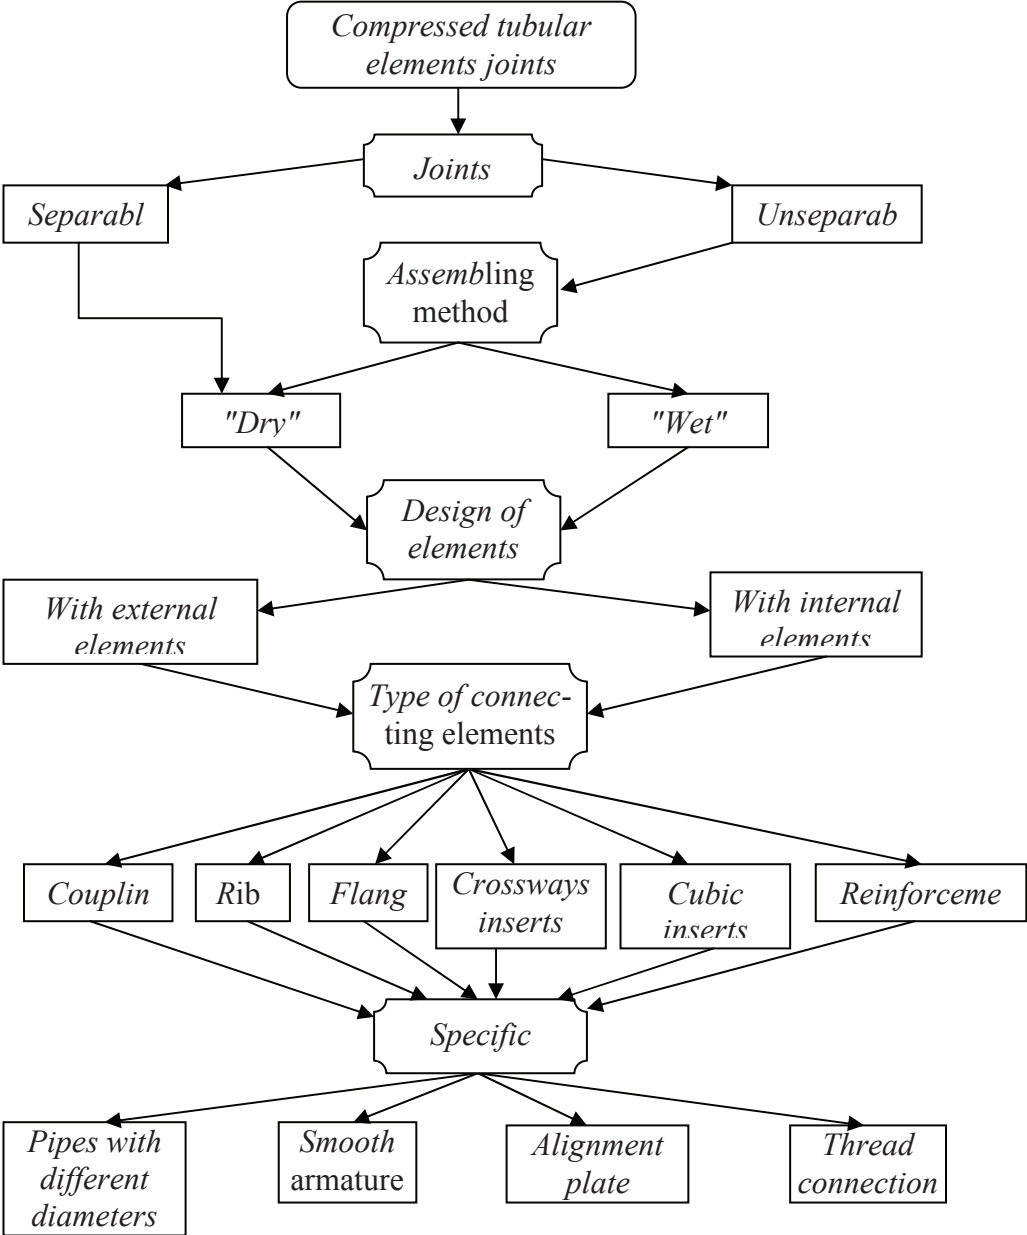 Compressed tubular
elements joints
Joints
Separabl
Unseparab
Assembling
method
"Dry"
"Wet"
Design of
elements
With external
elements
With internal
elements
Type of connec-
ting elements
Couplin
Rib
Flang
Crossways
inserts
Cubic
inserts
Reinforceme
Specific
Pipes with
different
diameters
Smooth
armature
Alignment
plate
Thread
connection